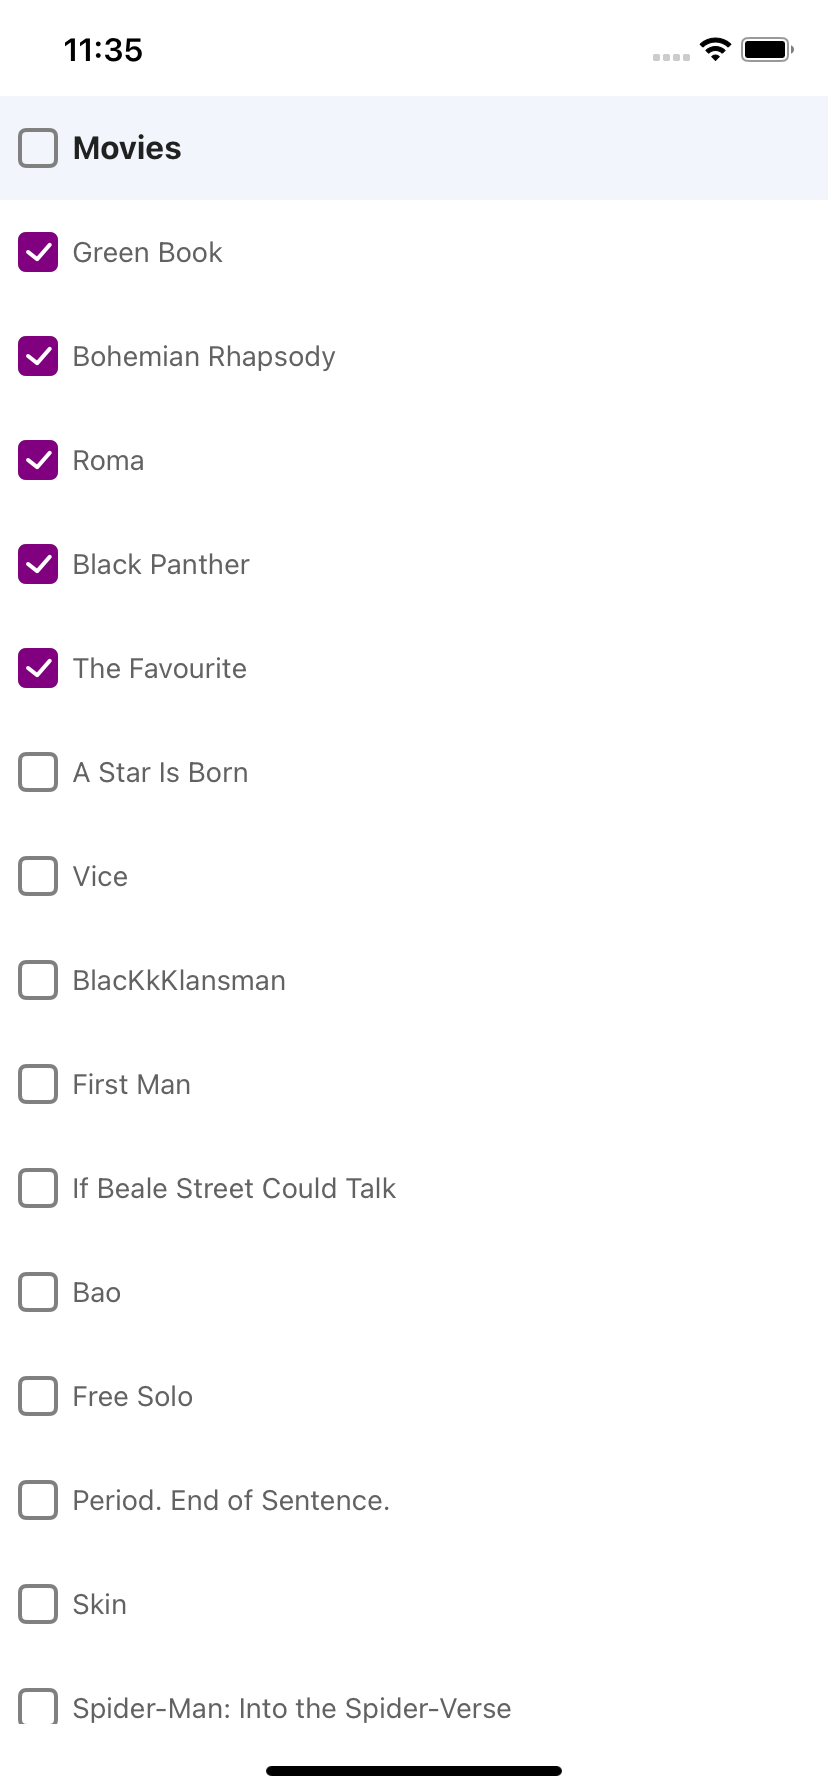 11:35
Movies
Green Book
Bohemian Rhapsody
Roma
Black Panther
The Favourite
A Star Is Born
Vice
BlacKkKlansman
First Man
If Beale Street Could Talk
Bao
Free Solo
Period. End of Sentence.
Skin
Spider-Man: Into the Spider-Verse